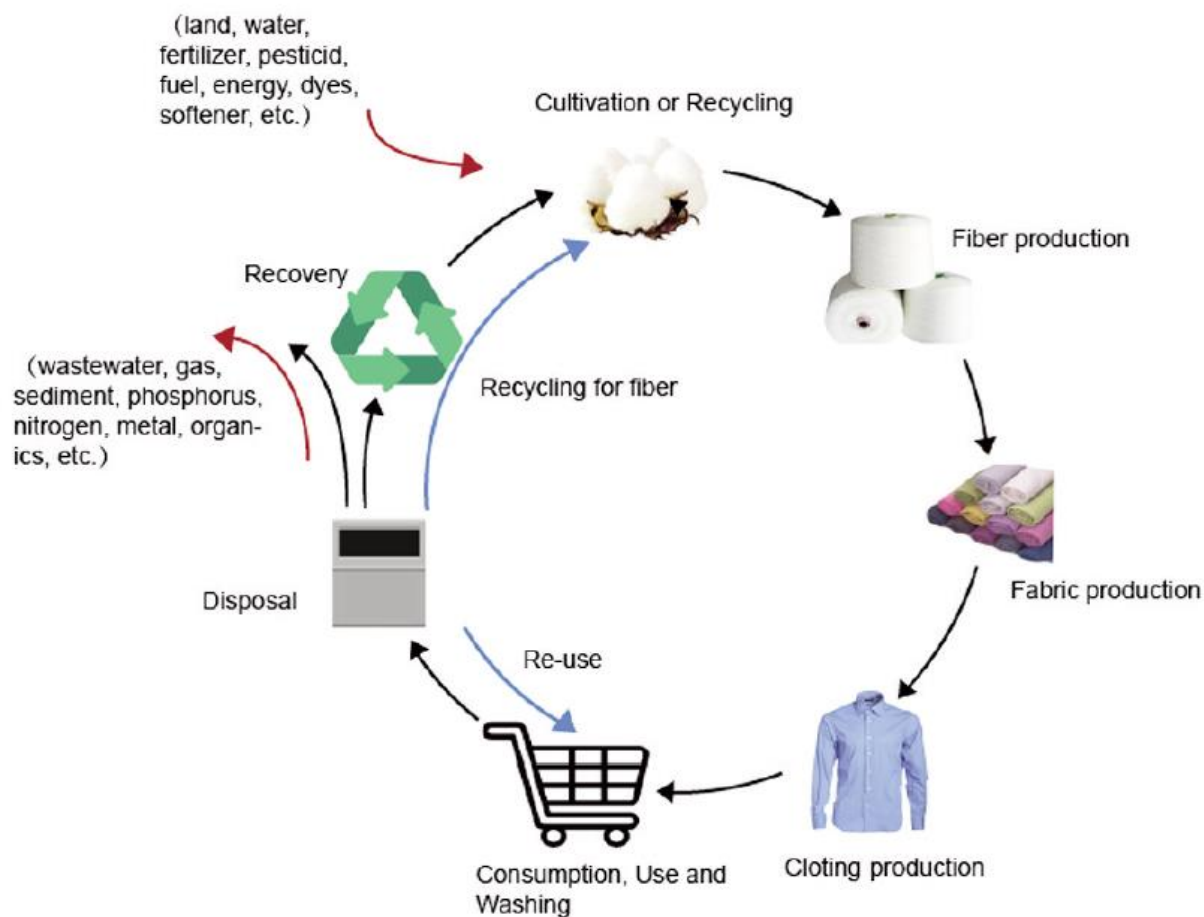 (land, water,
fertilizer, pesticid,
fuel, energy, dyes,
softener, etc.)
Cultivation or Recycling
Fiber production
Recovery
Recycling for fiber
(wastewater, gas,
sediment, phosphorus,
nitrogen, metal, organ-
ics, etc.)
Fabric production
Disposal
Re-use
Cloting production
Consumption, Use and
Washing